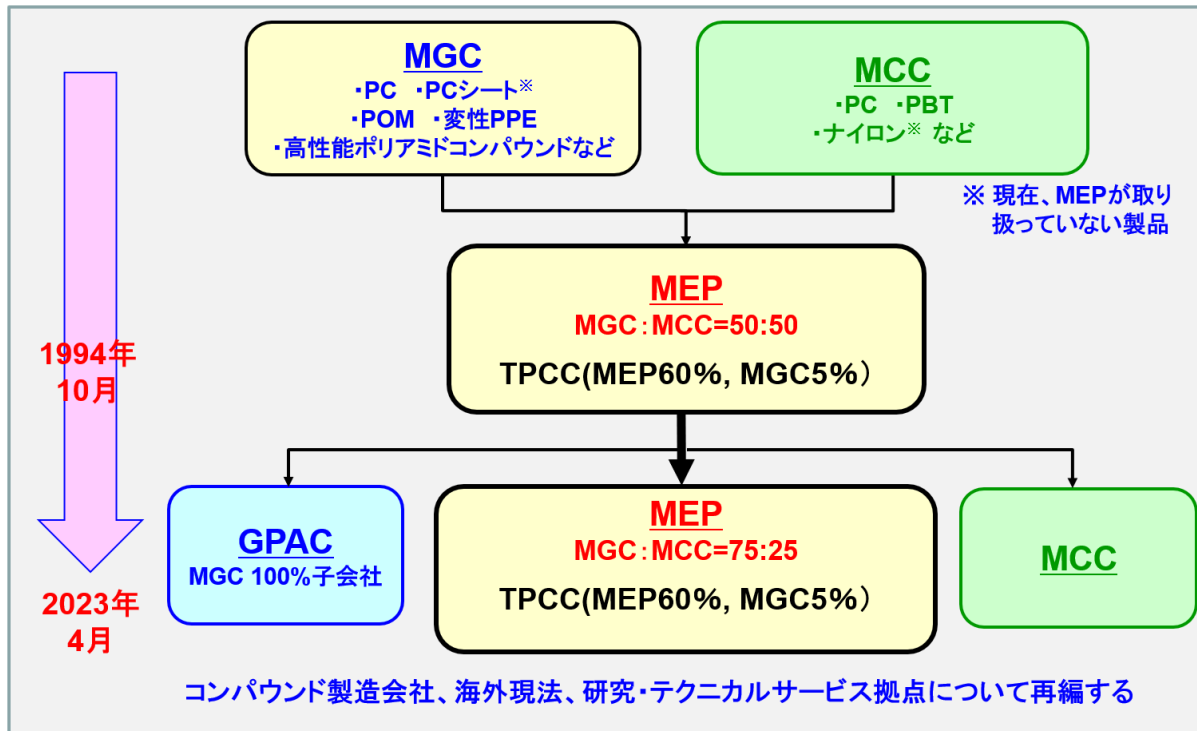 MGC
・PC ・PCシート※
・POM ・変性PPE
・高性能ポリアミドコンパウンドなど
MCC
・PC ・PBT
・ナイロン※ など
※ 現在、MEPが取り
扱っていない製品
MEP
MGC：MCC=50:50
TPCC(MEP60%, MGC5%）
1994年
10月
GPAC
MGC 100%子会社
MEP
MGC：MCC=75:25
TPCC(MEP60%, MGC5%）
MCC
2023年
4月
コンパウンド製造会社、海外現法、研究・テクニカルサービス拠点について再編する